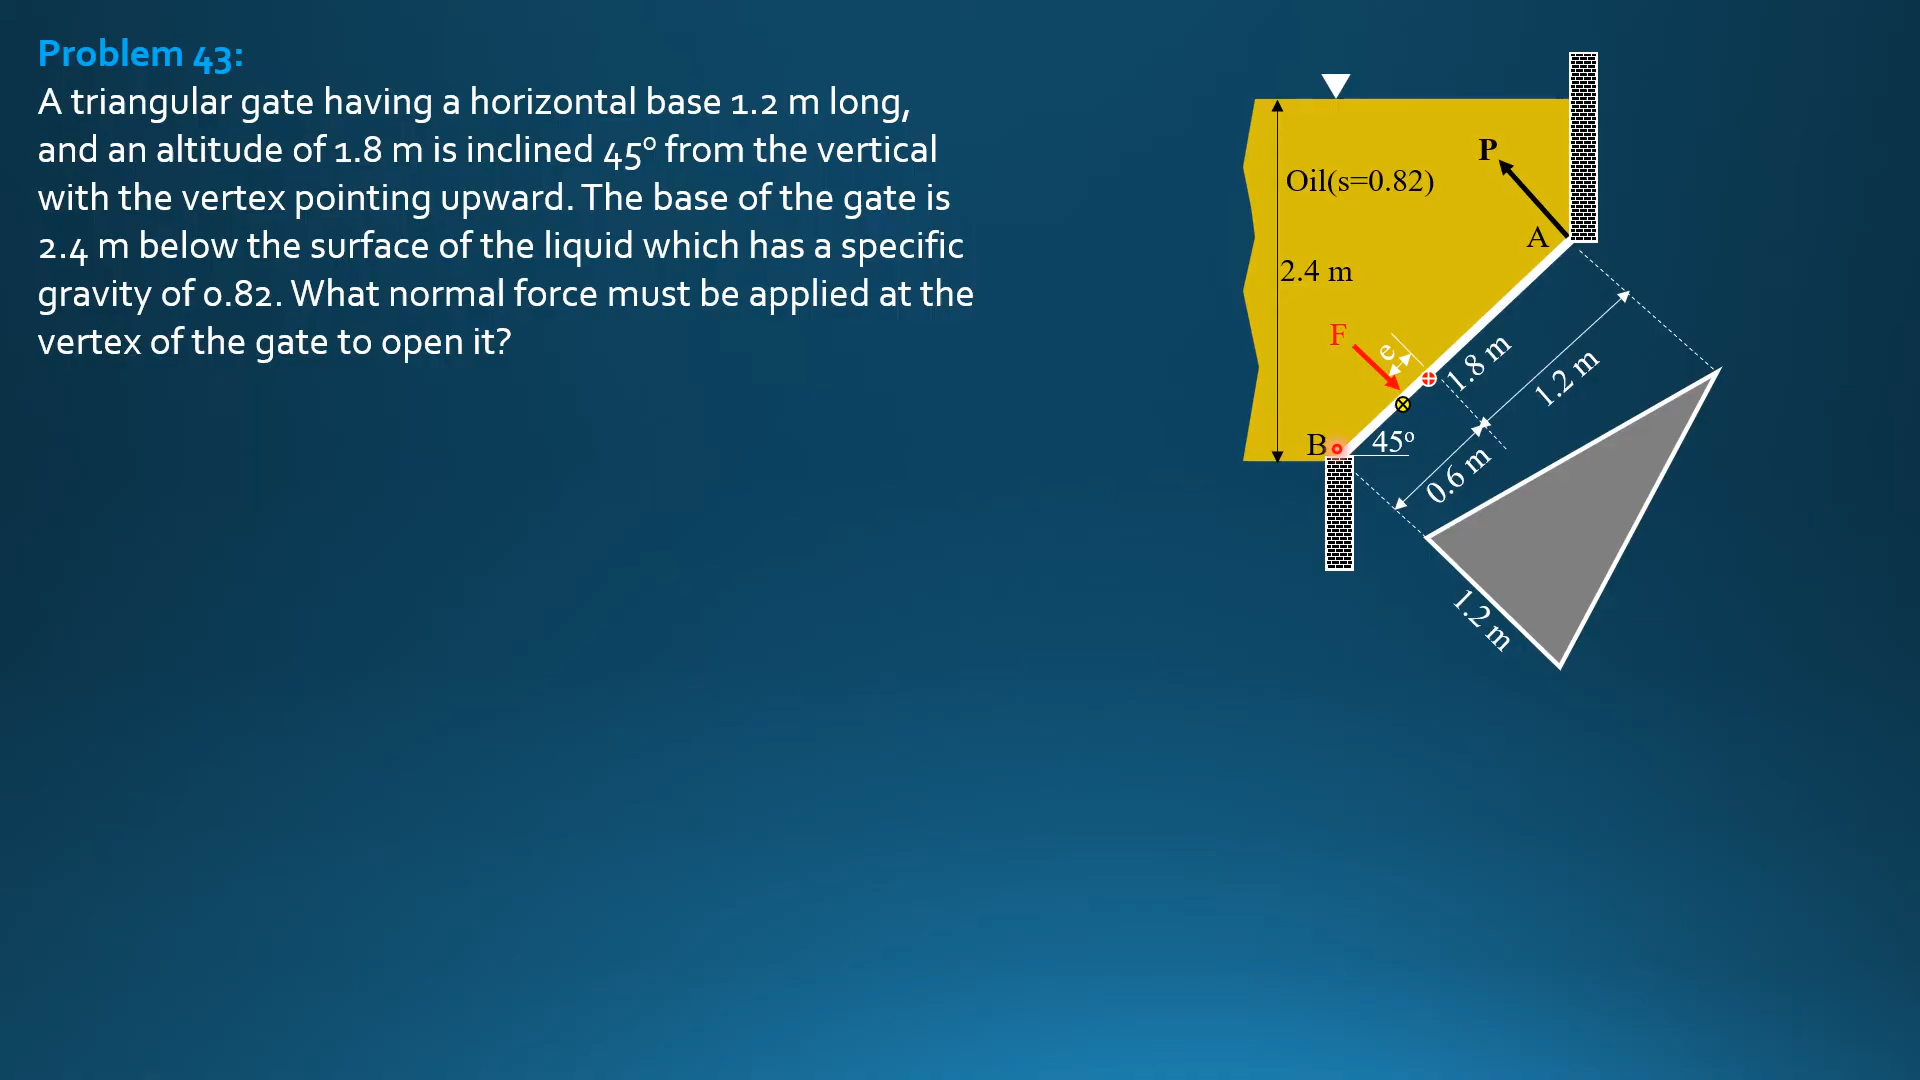 Problem 43:
A triangular gate having a horizontal base 1.2 m long,
and an altitude of 1.8 m is inclined 45º from the vertical
with the vertex pointing upward. The base of the gate is
2.4 m below the surface of the liquid which has a specific
gravity of 0.82. What normal force must be applied at the
vertex of the gate to open it?
P
Oil(s=0.82)
A
2.4 m
F
e
1.8 m
1.2 m
B
45º
0.6 m
1.2 m